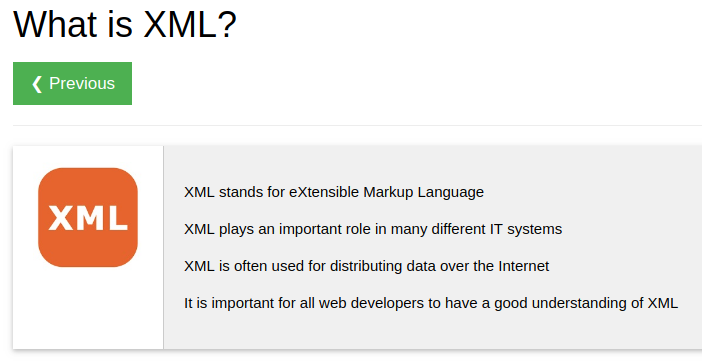 What is XML?
❮ Previous
XML
XML stands for eXtensible Markup Language
XML plays an important role in many different IT systems
XML is often used for distributing data over the Internet
It is important for all web developers to have a good understanding of XML